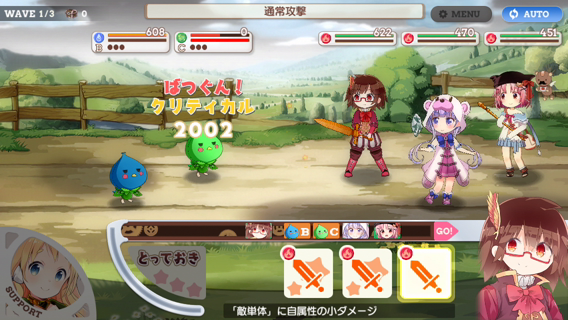 WAVE 1/3 0
通常攻撃
MENU
AUTO
608
B
0
C
622
470
451
ばつぐん!
クリティカル
2002
B
C
GO!
とっておき
SUPPORT
「敵単体」に自属性の小ダメージ